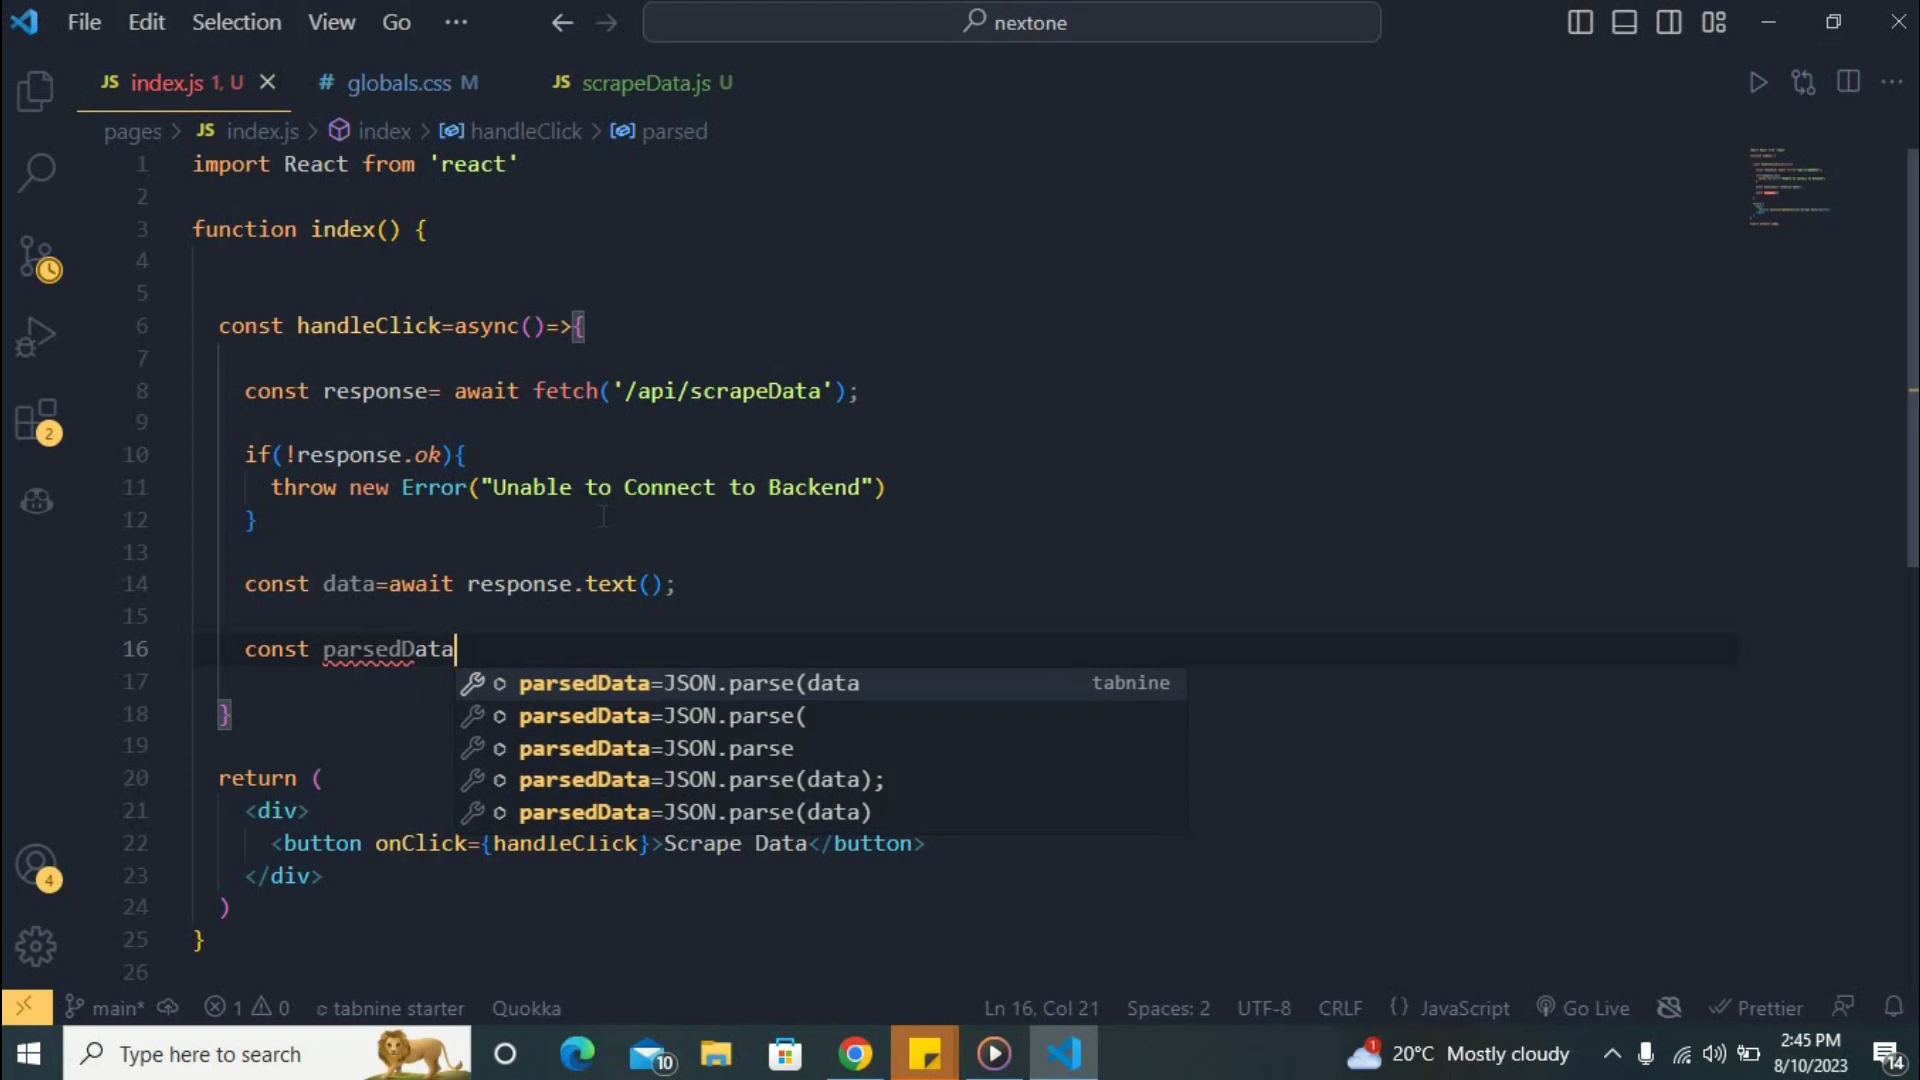 File Edit Selection View Go ··· nextone
JS index.js 1, U # globals.css M JS scrapeData.js U
pages > JS index.js > index > handleClick > parsed
1 import React from 'react'
2
3 function index() {
4
5
6 const handleClick=async()=>{
7
8 const response= await fetch('/api/scrapeData');
9
10 if(!response.ok){
11 throw new Error("Unable to Connect to Backend")
12 }
13
14 const data=await response.text();
15
16 const parsedData
parsedData=JSON.parse(data tabnine
17 parsedData=JSON.parse(
18 } parsedData=JSON.parse
19 parsedData=JSON.parse(data);
20 return (
parsedData=JSON.parse(data)
21 <div>
22 <button onClick={handleClick}>Scrape Data</button>
23 </div>
24 )
25 }
26
2
4
main* 1 0 tabnine starter Quokka Ln 16, Col 21 Spaces: 2 UTF-8 CRLF {} JavaScript Go Live Prettier
Type here to search 10 1 20°C Mostly cloudy 2:45 PM
8/10/2023 14